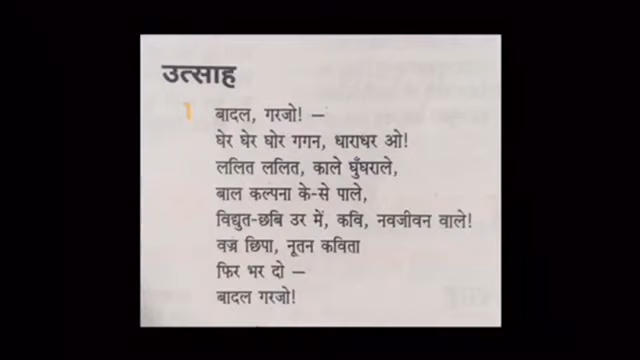 उत्साह
1 बादल, गरजो! –
घेर घेर घोर गगन, धाराधर ओ!
ललित ललित, काले घुँघराले,
बाल कल्पना के-से पाले,
विद्युत-छबि उर में, कवि, नवजीवन वाले!
वज्र छिपा, नूतन कविता
फिर भर दो –
बादल गरजो!